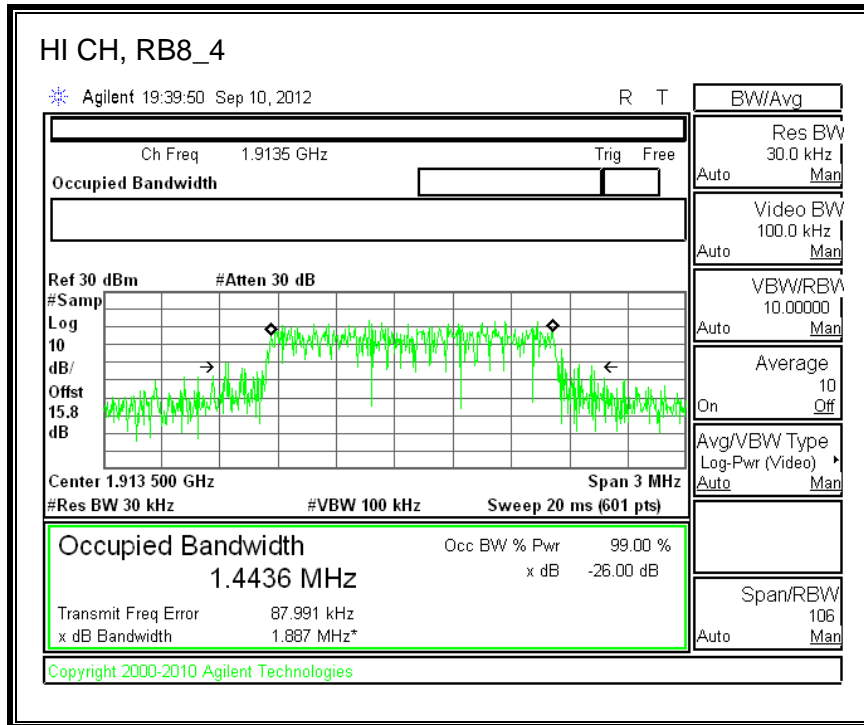 HI CH, RB8_4
Agilent 19:39:50 Sep 10, 2012 R T
Ch Freq 1.9135 GHz Trig Free
Occupied Bandwidth
Ref 30 dBm #Atten 30 dB
#Samp
Log
10
dB/
Offst
15.8
dB
Center 1.913 500 GHz Span 3 MHz
#Res BW 30 kHz #VBW 100 kHz Sweep 20 ms (601 pts)
Occupied Bandwidth Occ BW % Pwr 99.00 %
1.4436 MHz x dB -26.00 dB
Transmit Freq Error 87.991 kHz
x dB Bandwidth 1.887 MHz*
Copyright 2000-2010 Agilent Technologies
BW/Avg
Res BW
30.0 kHz
Auto Man
Video BW
100.0 kHz
Auto Man
VBW/RBW
10.00000
Auto Man
Average
10
On Off
Avg/VBW Type
Log-Pwr (Video)
Auto Man
Span/RBW
106
Auto Man